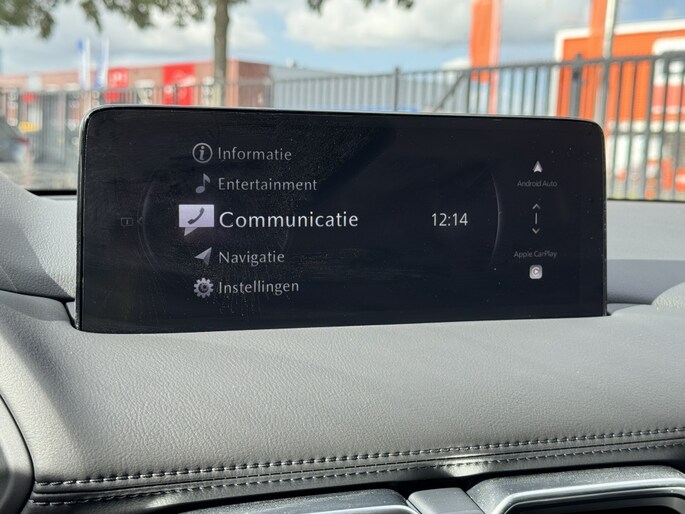 Informatie
Entertainment
Communicatie
12:14
Navigatie
Instellingen
Android Auto
Apple CarPlay